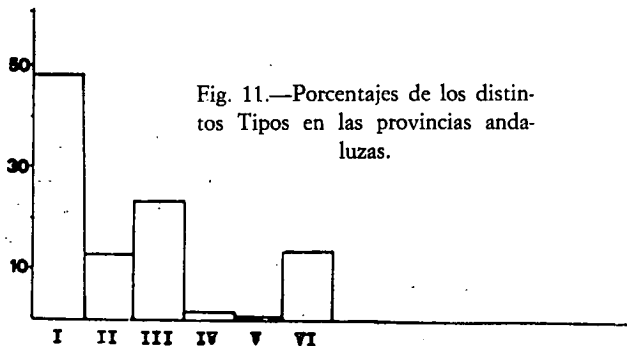 50
Fig. 11.—Porcentajes de los distin-
tos Tipos en las provincias anda-
luzas.
30
10
I II III IV V VI